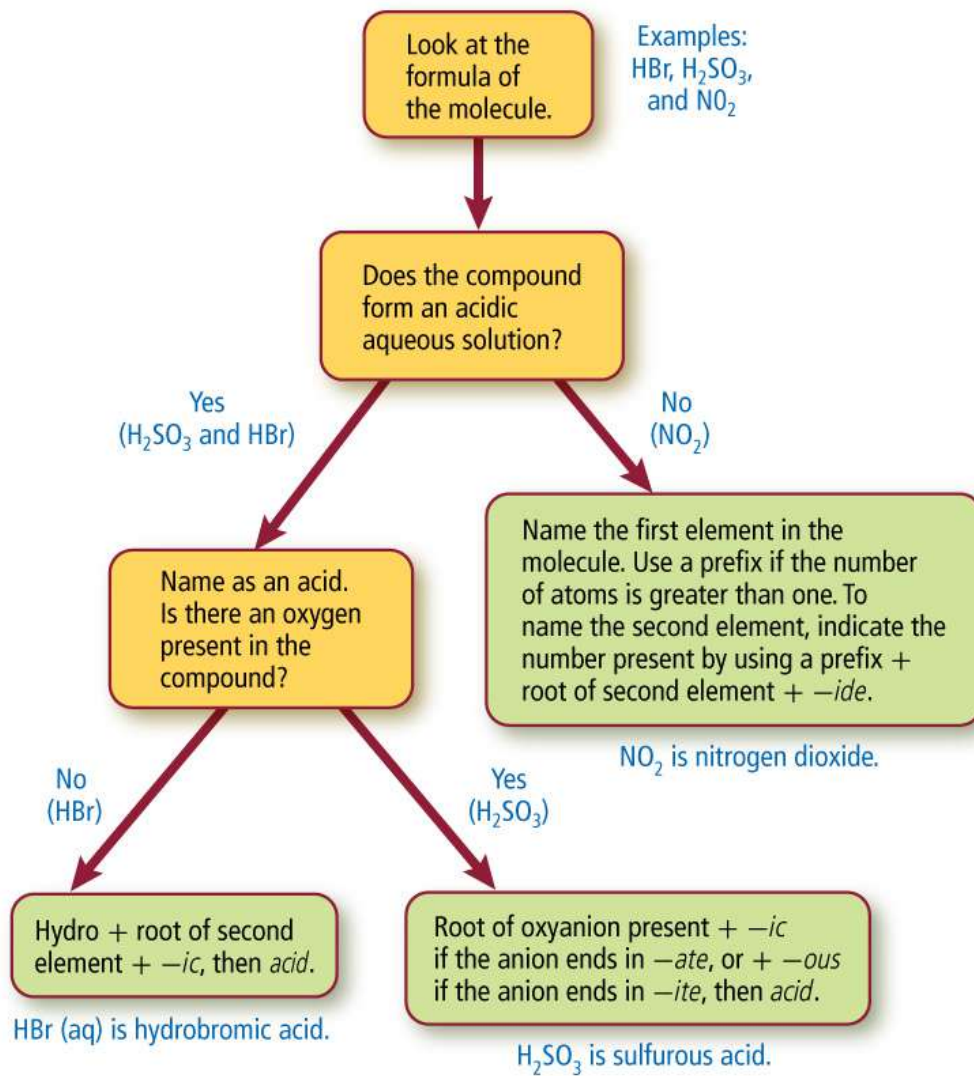 Look at the
formula of
the molecule.
Examples:
HBr, H₂SO₃,
and N0₂
Does the compound
form an acidic
aqueous solution?
Yes
(H₂SO₃ and HBr)
No
(NO₂)
Name as an acid.
Is there an oxygen
present in the
compound?
Name the first element in the
molecule. Use a prefix if the number
of atoms is greater than one. To
name the second element, indicate the
number present by using a prefix +
root of second element + –ide.
NO₂ is nitrogen dioxide.
No
(HBr)
Yes
(H₂SO₃)
Hydro + root of second
element + –ic, then acid.
HBr (aq) is hydrobromic acid.
Root of oxyanion present + –ic
if the anion ends in –ate, or + –ous
if the anion ends in –ite, then acid.
H₂SO₃ is sulfurous acid.